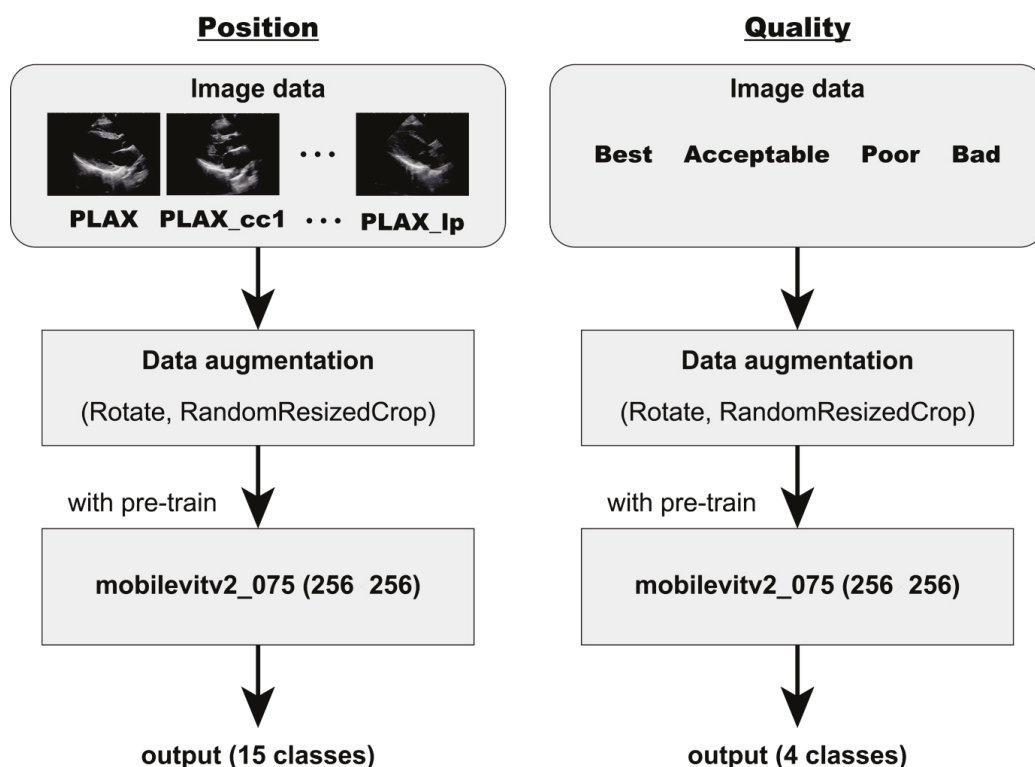 Position
Image data
PLAX PLAX_cc1 ... PLAX_lp
Data augmentation
(Rotate, RandomResizedCrop)
with pre-train
mobilevitv2_075 (256 256)
output (15 classes)
Quality
Image data
Best Acceptable Poor Bad
Data augmentation
(Rotate, RandomResizedCrop)
with pre-train
mobilevitv2_075 (256 256)
output (4 classes)